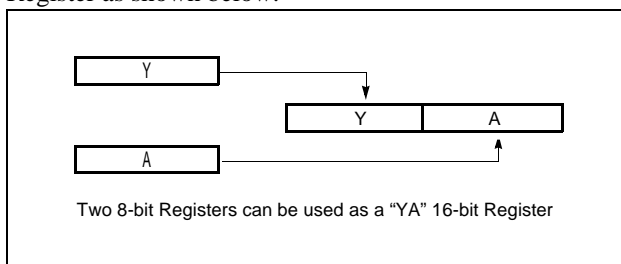 Register as shown below.
Y
Y A
A
Two 8-bit Registers can be used as a “YA” 16-bit Register